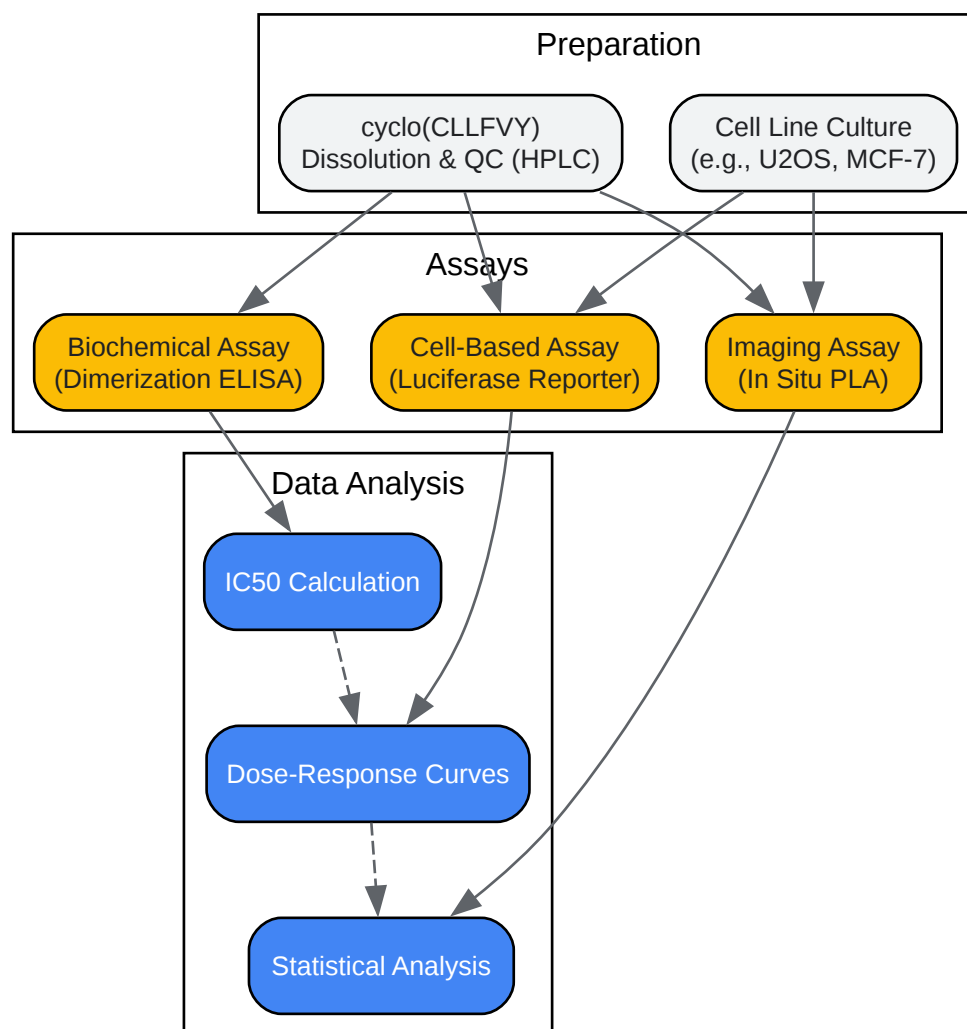 Preparation
cyclo(CLLFVY)
Dissolution & QC (HPLC)
Cell Line Culture
(e.g., U2OS, MCF-7)
Assays
Biochemical Assay
(Dimerization ELISA)
Cell-Based Assay
(Luciferase Reporter)
Imaging Assay
(In Situ PLA)
Data Analysis
IC50 Calculation
Dose-Response Curves
Statistical Analysis